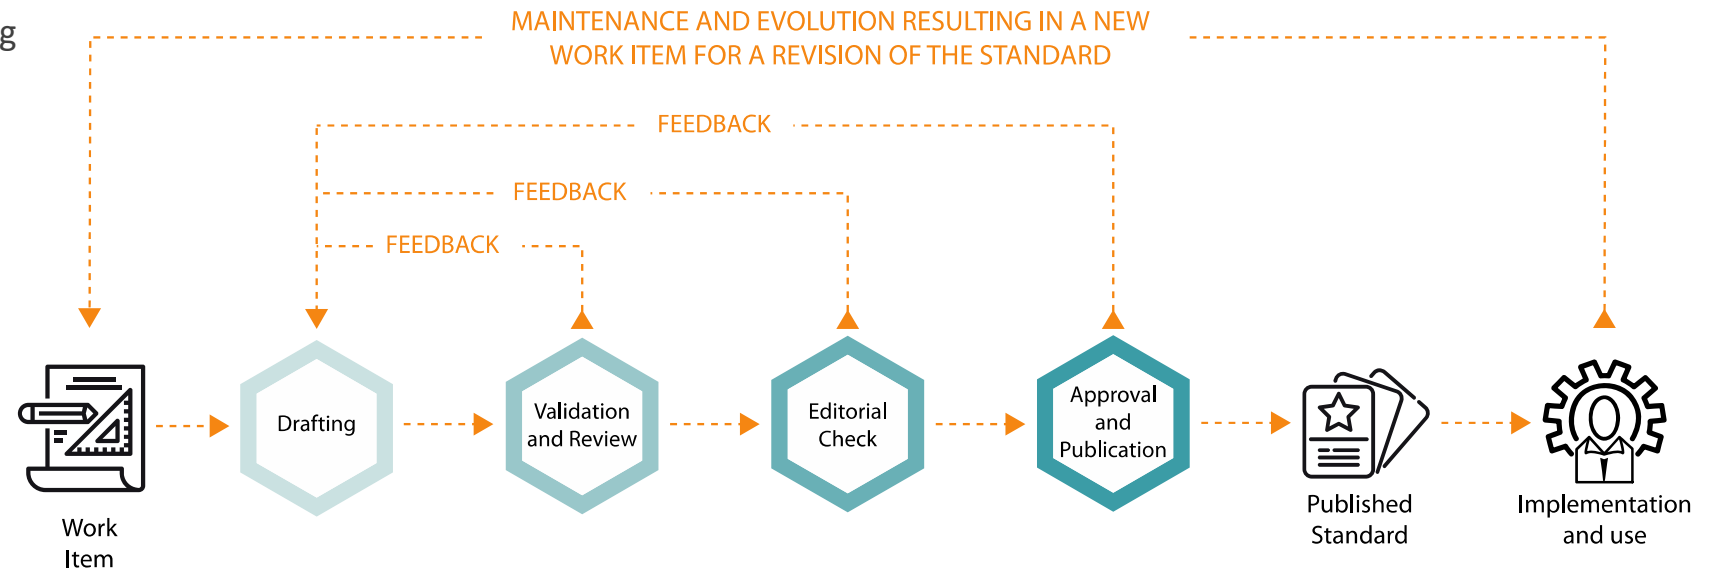 g
MAINTENANCE AND EVOLUTION RESULTING IN A NEW
WORK ITEM FOR A REVISION OF THE STANDARD
FEEDBACK
FEEDBACK
FEEDBACK
Work
Item
Drafting
Validation
and Review
Editorial
Check
Approval
and
Publication
Published
Standard
Implementation
and use